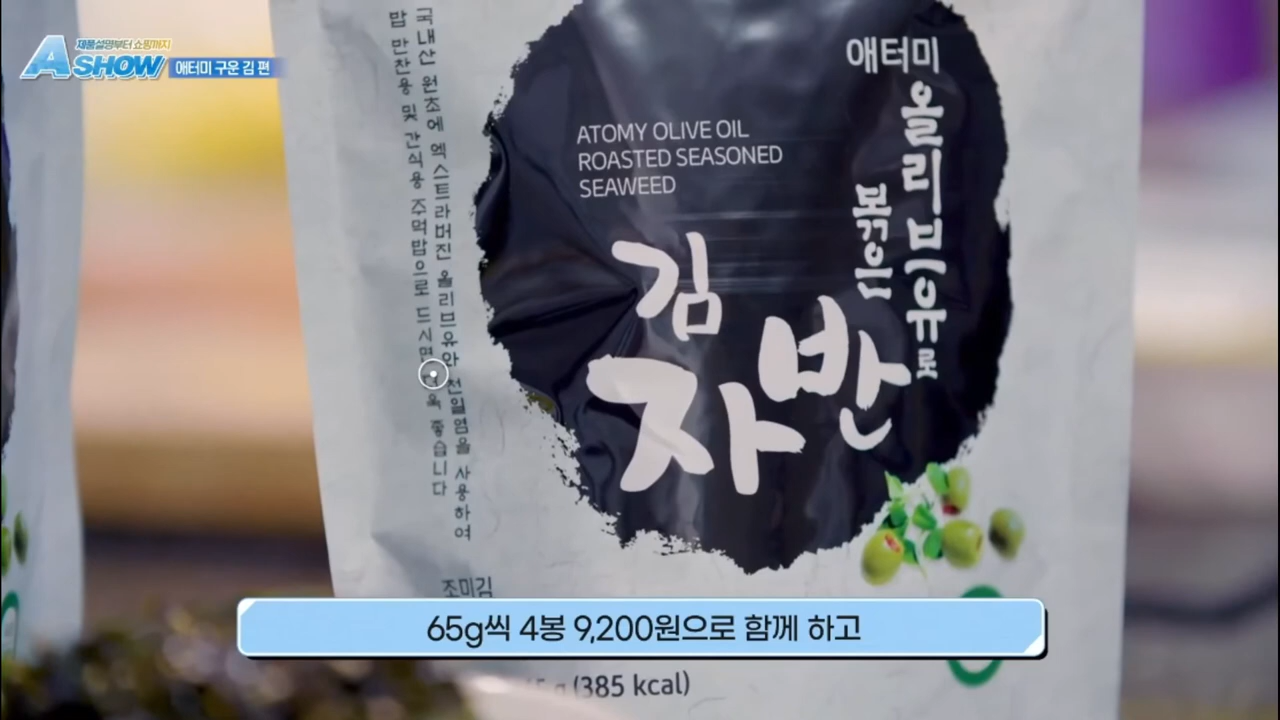 제품설명부터 쇼핑까지
A SHOW
애터미 구운 김 편
국내산 원초에 엑스트라버진 올리브유와 천일염을 사용하여
밥 반찬용 및 간식용 주먹밥으로 드시면 더욱 좋습니다
ATOMY OLIVE OIL
ROASTED SEASONED
SEAWEED
애터미
올리브유로
볶은
김
자반
조미김
65g씩 4봉 9,200원으로 함께 하고
(385 kcal)